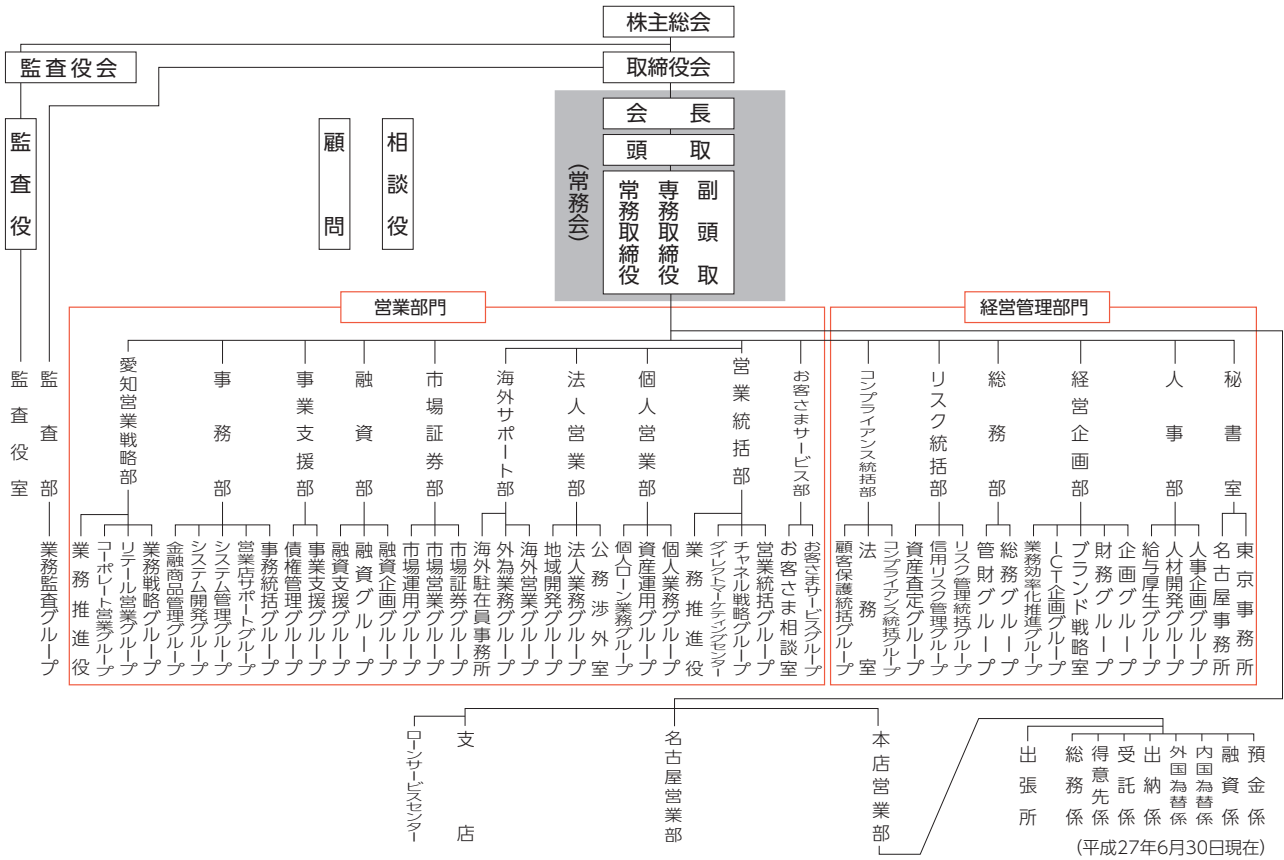 株主総会
監査役会
取締役会
会長
頭取
副頭取
専務取締役
常務取締役
(常務会)
相談役
顧問
監査役
営業部門
経営管理部門
秘書室
人事部
経営企画部
総務部
リスク統括部
コンプライアンス統括部
お客さまサービス部
営業統括部
個人営業部
法人営業部
海外サポート部
市場証券部
融資部
事業支援部
事務部
愛知営業戦略部
監査部
監査役室
東京事務所
名古屋事務所
人事企画グループ
人材開発グループ
給与厚生グループ
企画グループ
財務グループ
ブランド戦略室
ICT企画グループ
業務効率化推進グループ
総務グループ
管財グループ
リスク管理統括グループ
信用リスク管理グループ
資産査定グループ
コンプライアンス統括グループ
法務室
顧客保護統括グループ
お客さまサービスグループ
お客さま相談室
営業統括グループ
チャネル戦略グループ
ダイレクトマーケティングセンター
業務推進役
個人業務グループ
資産運用グループ
個人ローン業務グループ
公務渉外室
法人業務グループ
地域開発グループ
海外営業グループ
外為業務グループ
海外駐在員事務所
市場証券グループ
市場営業グループ
市場運用グループ
融資企画グループ
融資グループ
融資支援グループ
事業支援グループ
債権管理グループ
事務統括グループ
営業店サポートグループ
システム管理グループ
システム開発グループ
金融商品管理グループ
業務戦略グループ
リテール営業グループ
コーポレート営業グループ
業務推進役
業務監査グループ
本店営業部
名古屋営業部
支店
ローンサービスセンター
預金係
融資係
内国為替係
外国為替係
出納係
受託係
得意先係
総務係
出張所
(平成27年6月30日現在)